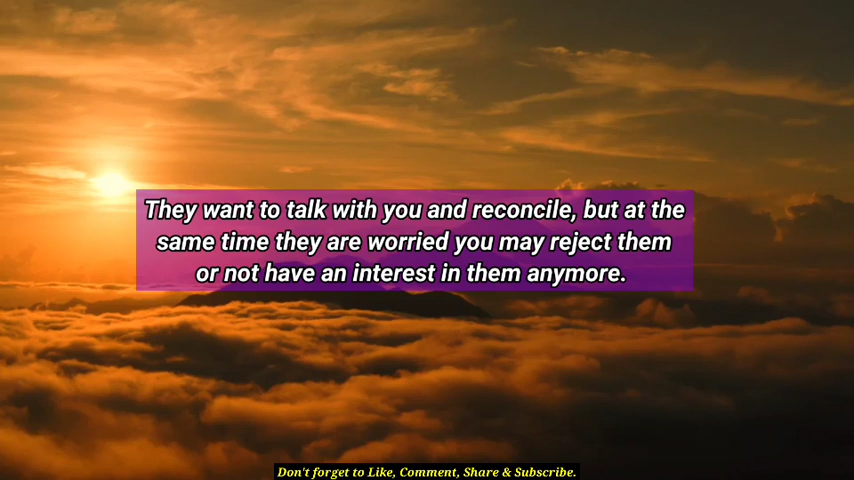 They want to talk with you and reconcile, but at the
same time they are worried you may reject them
or not have an interest in them anymore.
Don't forget to Like, Comment, Share & Subscribe.